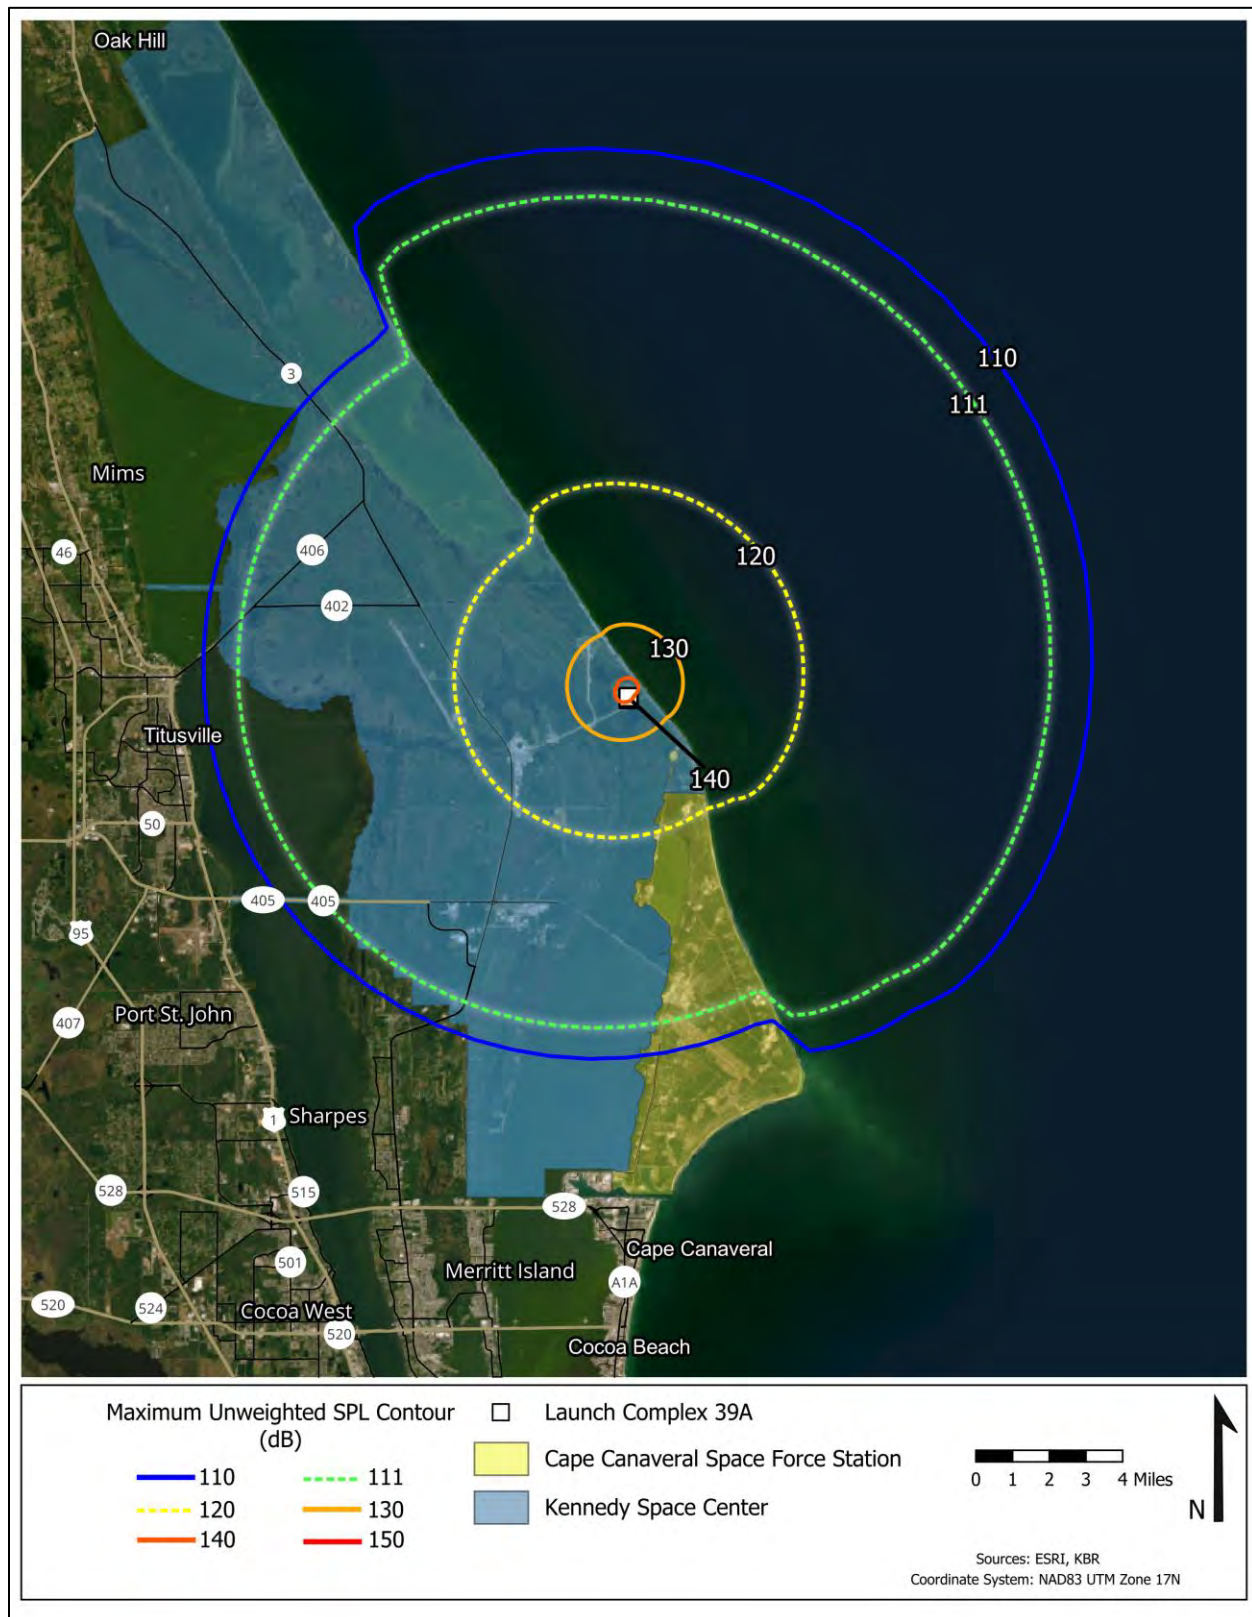 Oak Hill
110
111
3
Mims
46
406
120
402
130
Titusville
140
50
405
405
95
Port St. John
407
1
Sharpes
528
515
528
Cape Canaveral
501
Merritt Island
A1A
520
524
Cocoa West
520
Cocoa Beach
Maximum Unweighted SPL Contour
(dB)
110
111
120
130
140
150
Launch Complex 39A
Cape Canaveral Space Force Station
Kennedy Space Center
0 1 2 3 4 Miles
N
Sources: ESRI, KBR
Coordinate System: NAD83 UTM Zone 17N